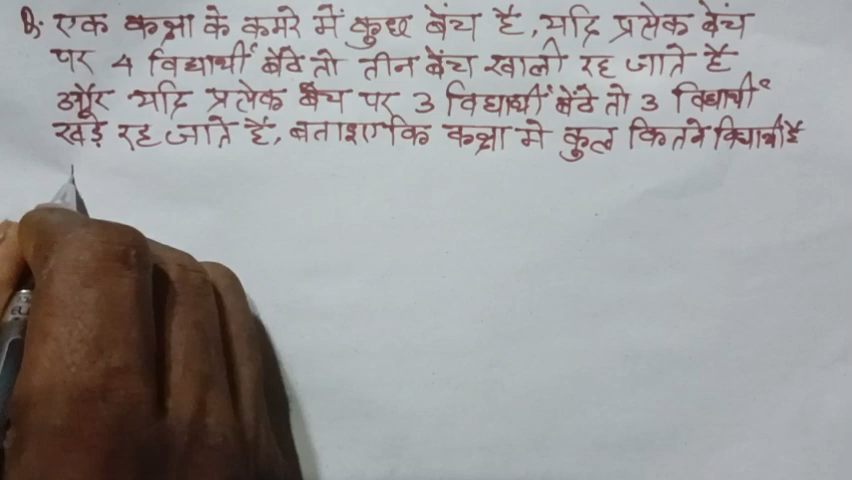 Q. एक कक्षा के कमरे में कुछ बेंच है, यदि प्रत्येक बेंच
पर 4 विद्यार्थी बैठे तो तीन बेंच खाली रह जाते है
और यदि प्रत्येक बेंच पर 3 विद्यार्थी बैठे तो 3 विद्यार्थी
खड़े रह जाते है, बताइए कि कक्षा मे कुल कितने विद्यार्थी है